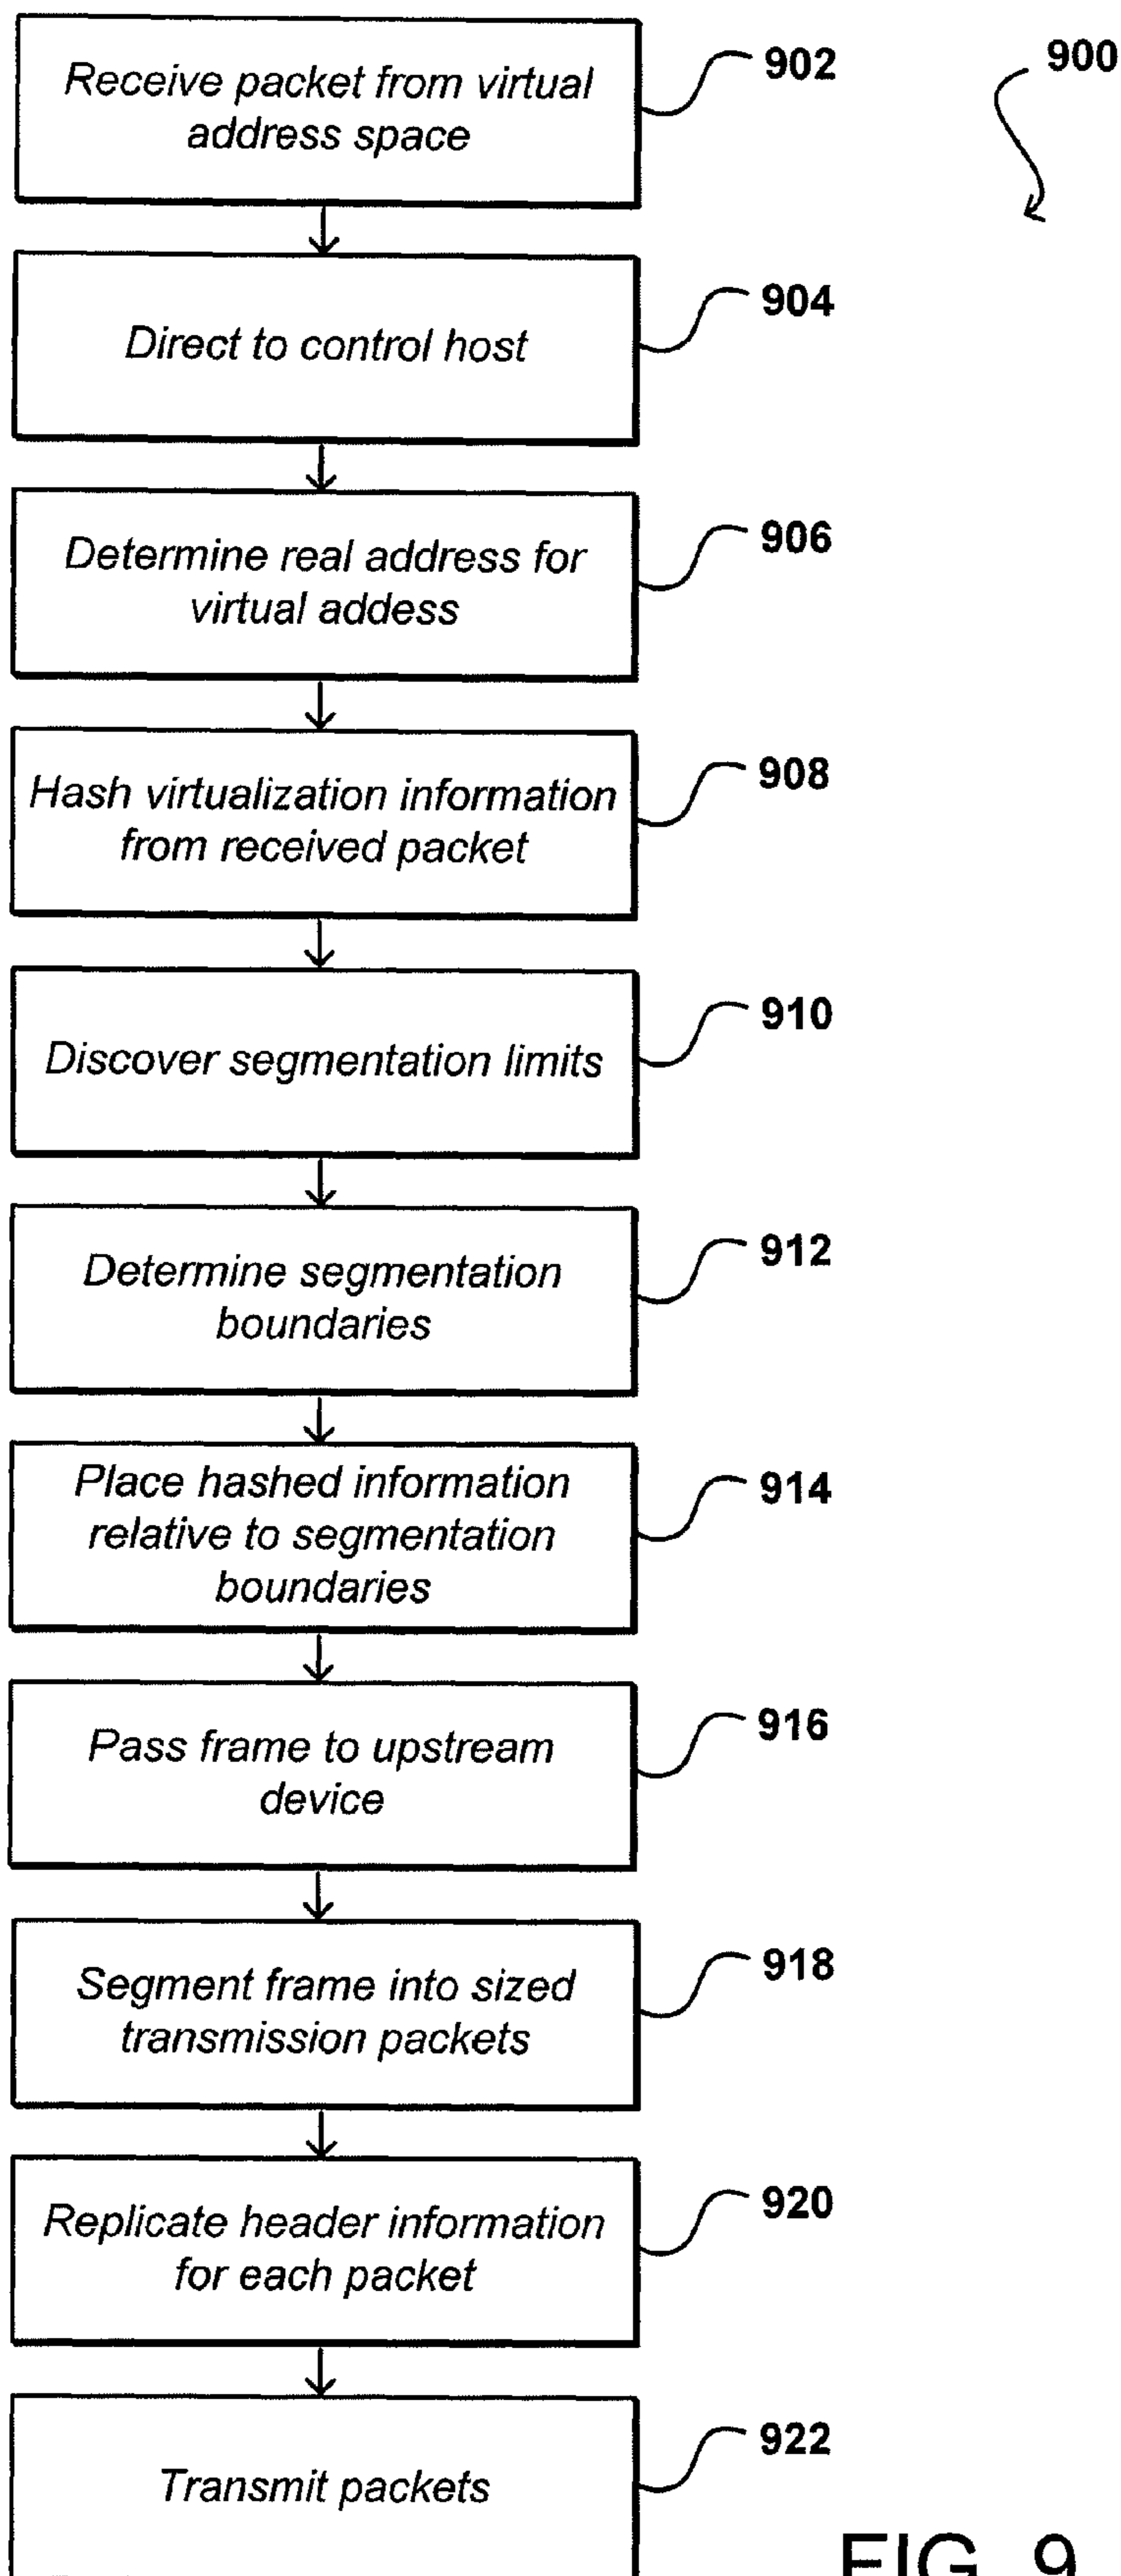 Receive packet from virtual
address space
902
900
Direct to control host
904
Determine real address for
virtual addess
906
Hash virtualization information
from received packet
908
Discover segmentation limits
910
Determine segmentation
boundaries
912
Place hashed information
relative to segmentation
boundaries
914
Pass frame to upstream
device
916
Segment frame into sized
transmission packets
918
Replicate header information
for each packet
920
Transmit packets
922
FIG. 9